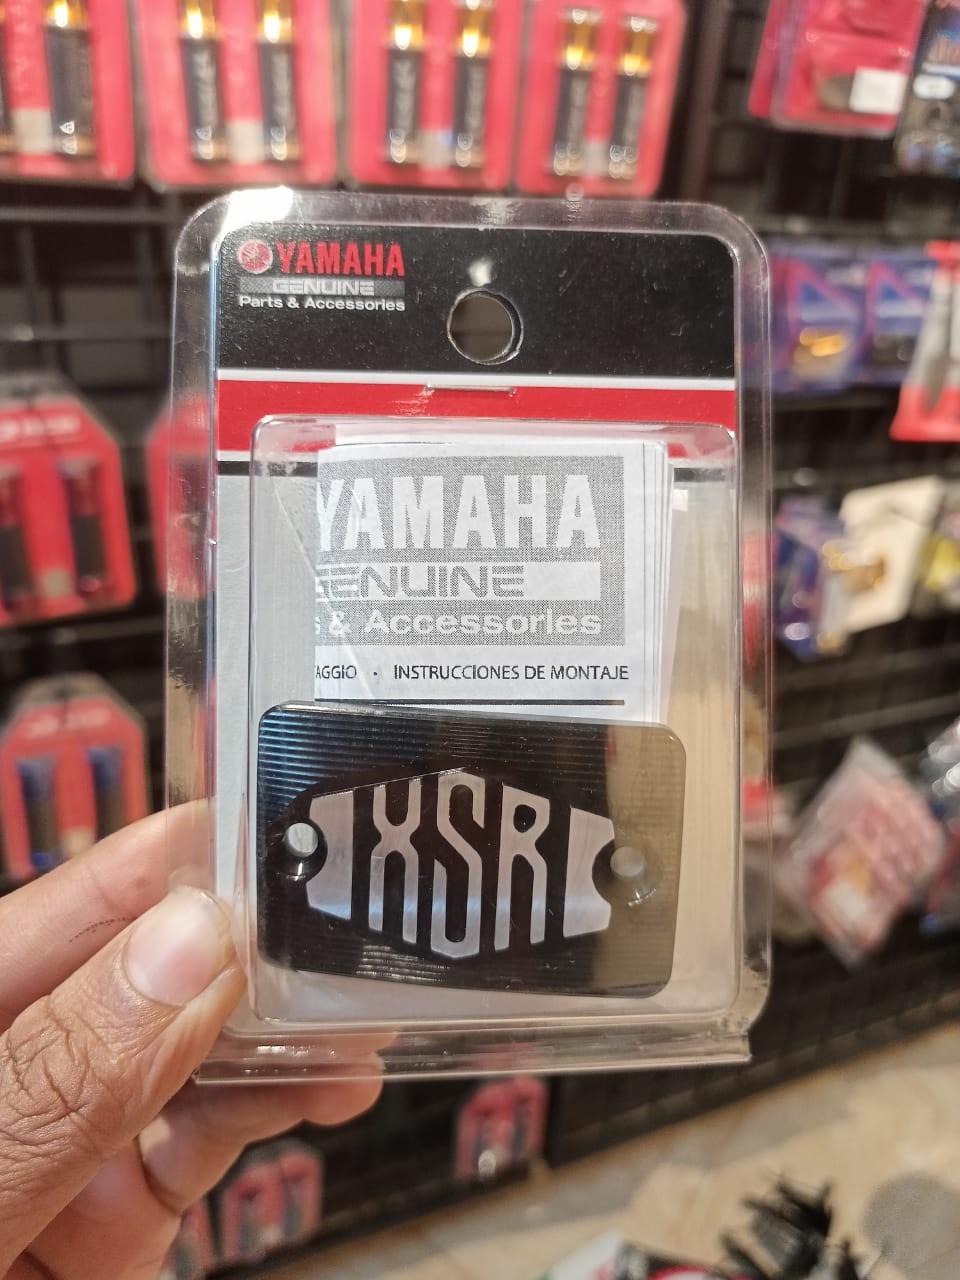 YAMAHA
GENUINE
Parts & Accessories
YAMAHA
GENUINE
& Accessories
AGGIO · INSTRUCCIONES DE MONTAJE
XSR